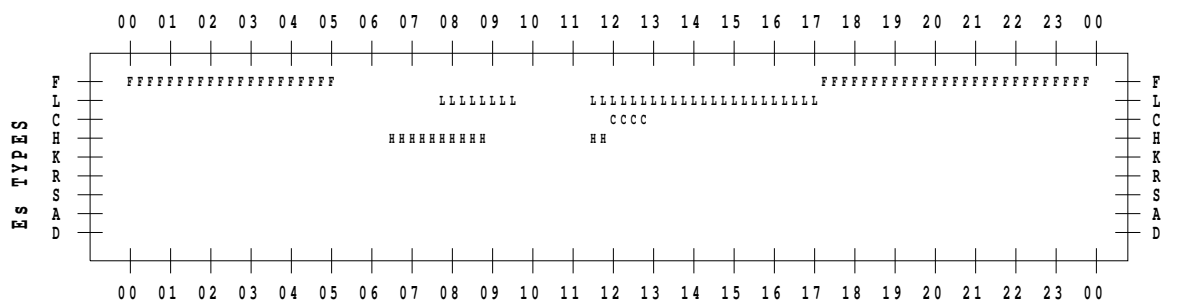 00 01 02 03 04 05 06 07 08 09 10 11 12 13 14 15 16 17 18 19 20 21 22 23 00
F FFFFFFFFFFFFFFFFFFFFF FFFFFFFFFFFFFFFFFFFFFFFFFFF F
L LLLLLLLL LLLLLLLLLLLLLLLLLLLLLLL L
C CCCC C
H HHHHHHHHHH HH H
K K
R R
S S
A A
D D
Es TYPES
00 01 02 03 04 05 06 07 08 09 10 11 12 13 14 15 16 17 18 19 20 21 22 23 00